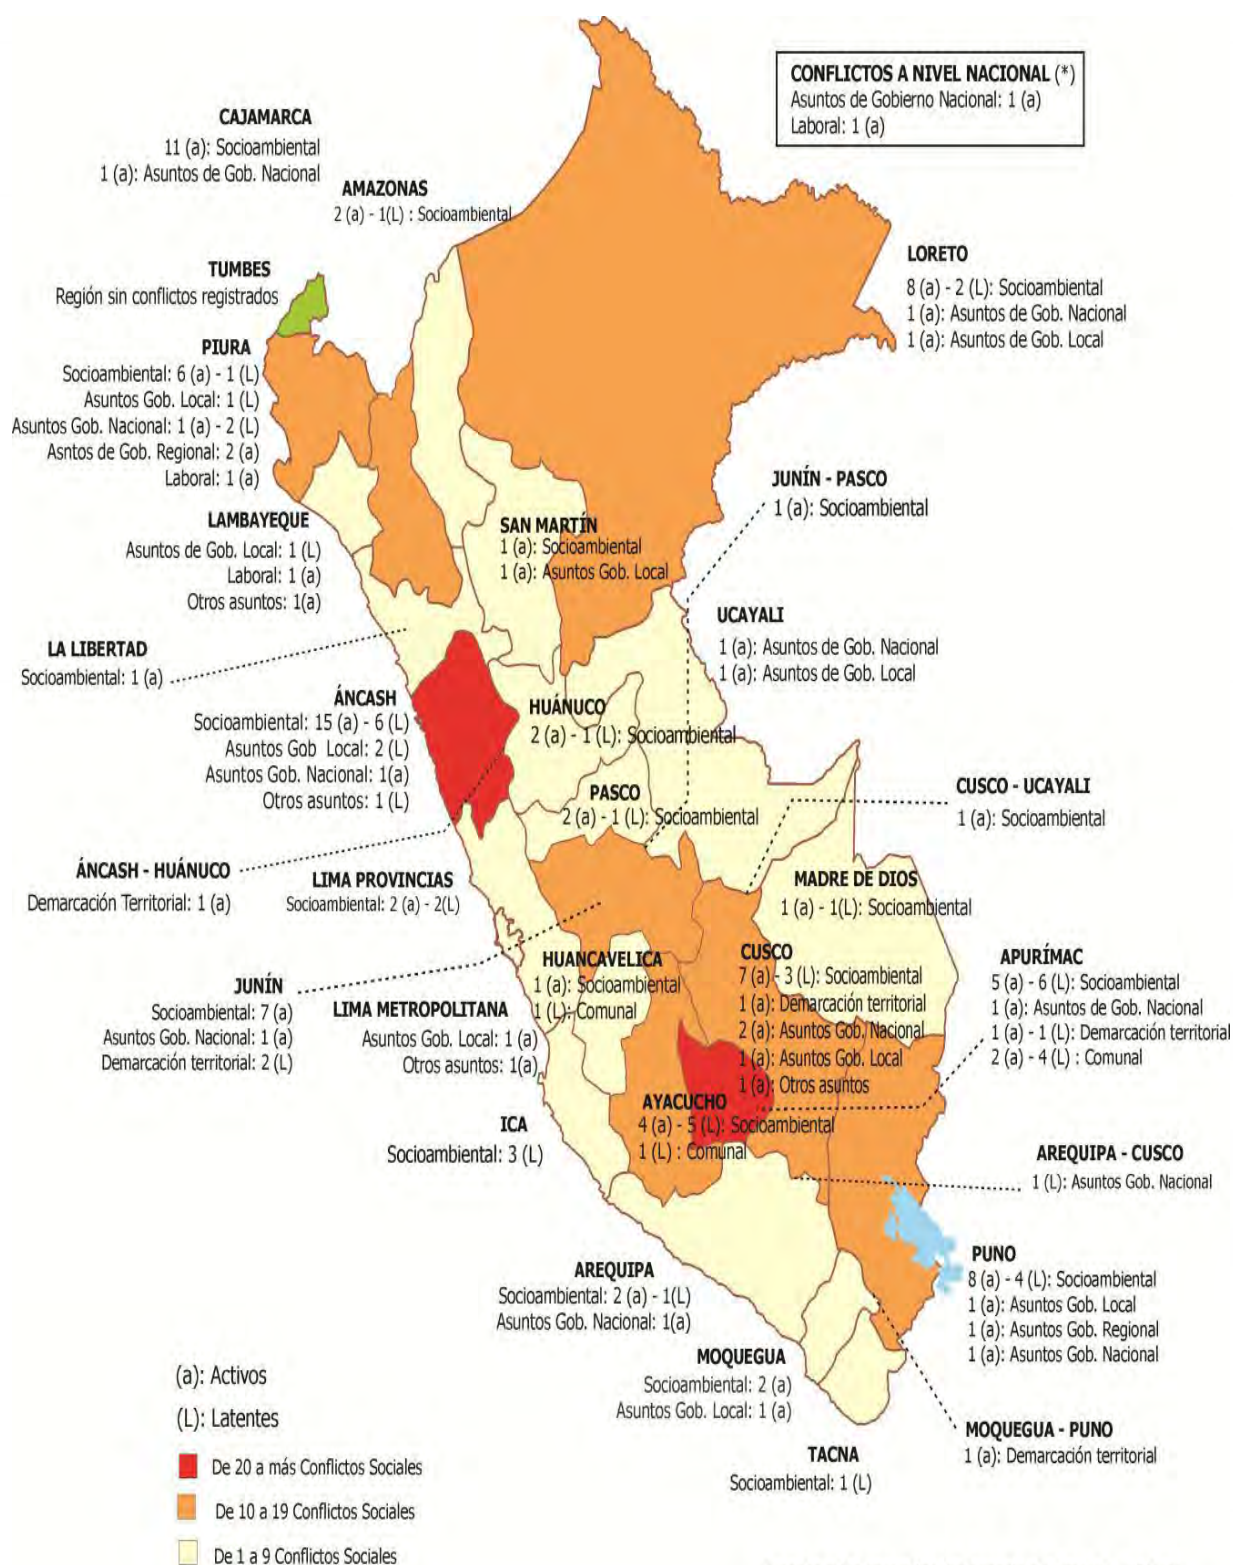 CONFLICTOS A NIVEL NACIONAL (*)
Asuntos de Gobierno Nacional: 1 (a)
Laboral: 1 (a)
CAJAMARCA
11 (a): Socioambiental
1 (a): Asuntos de Gob. Nacional
AMAZONAS
2 (a) - 1(L) : Socioambiental
LORETO
8 (a) - 2 (L): Socioambiental
1 (a): Asuntos de Gob. Nacional
1 (a): Asuntos de Gob. Local
TUMBES
Región sin conflictos registrados
PIURA
Socioambiental: 6 (a) - 1 (L)
Asuntos Gob. Local: 1 (L)
Asuntos Gob. Nacional: 1 (a) - 2 (L)
Asntos de Gob. Regional: 2 (a)
Laboral: 1 (a)
JUNÍN - PASCO
1 (a): Socioambiental
LAMBAYEQUE
Asuntos de Gob. Local: 1 (L)
Laboral: 1 (a)
Otros asuntos: 1(a)
SAN MARTÍN
1 (a): Socioambiental
1 (a): Asuntos Gob. Local
UCAYALI
1 (a): Asuntos de Gob. Nacional
1 (a): Asuntos de Gob. Local
LA LIBERTAD
Socioambiental: 1 (a)
ÁNCASH
Socioambiental: 15 (a) - 6 (L)
Asuntos Gob Local: 2 (L)
Asuntos Gob. Nacional: 1(a)
Otros asuntos: 1 (L)
HUÁNUCO
2 (a) - 1 (L): Socioambiental
PASCO
2 (a) - 1 (L): Socioambiental
CUSCO - UCAYALI
1 (a): Socioambiental
ÁNCASH - HUÁNUCO
Demarcación Territorial: 1 (a)
LIMA PROVINCIAS
Socioambiental: 2 (a) - 2(L)
MADRE DE DIOS
1 (a) - 1(L): Socioambiental
HUANCAVELICA
1 (a): Socioambiental
1 (L): Comunal
CUSCO
7 (a) - 3 (L): Socioambiental
1 (a): Demarcación territorial
2 (a): Asuntos Gob. Nacional
1 (a): Asuntos Gob. Local
1 (a): Otros asuntos
APURÍMAC
5 (a) - 6 (L): Socioambiental
1 (a): Asuntos de Gob. Nacional
1 (a) - 1 (L): Demarcación territorial
2 (a) - 4 (L) : Comunal
JUNÍN
Socioambiental: 7 (a)
Asuntos Gob. Nacional: 1 (a)
Demarcación territorial: 2 (L)
LIMA METROPOLITANA
Asuntos Gob. Local: 1 (a)
Otros asuntos: 1(a)
AYACUCHO
4 (a) - 5 (L): Socioambiental
1 (L) : Comunal
ICA
Socioambiental: 3 (L)
AREQUIPA - CUSCO
1 (L): Asuntos Gob. Nacional
AREQUIPA
Socioambiental: 2 (a) - 1(L)
Asuntos Gob. Nacional: 1(a)
PUNO
8 (a) - 4 (L): Socioambiental
1 (a): Asuntos Gob. Local
1 (a): Asuntos Gob. Regional
1 (a): Asuntos Gob. Nacional
MOQUEGUA
Socioambiental: 2 (a)
Asuntos Gob. Local: 1 (a)
MOQUEGUA - PUNO
1 (a): Demarcación territorial
TACNA
Socioambiental: 1 (L)
(a): Activos
(L): Latentes
De 20 a más Conflictos Sociales
De 10 a 19 Conflictos Sociales
De 1 a 9 Conflictos Sociales